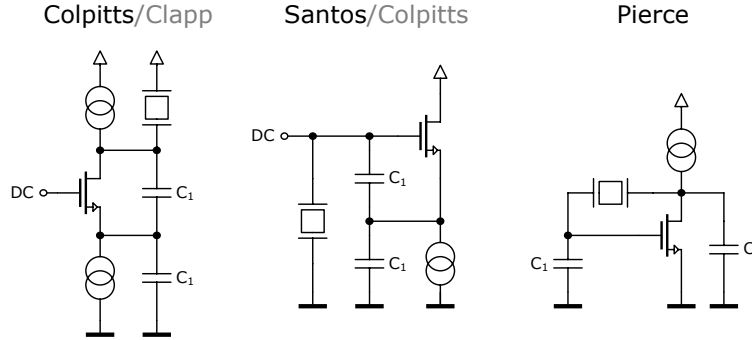 Colpitts/Clapp
Santos/Colpitts
Pierce
DC
C₁
C₁
DC
C₁
C₁
C₁
C